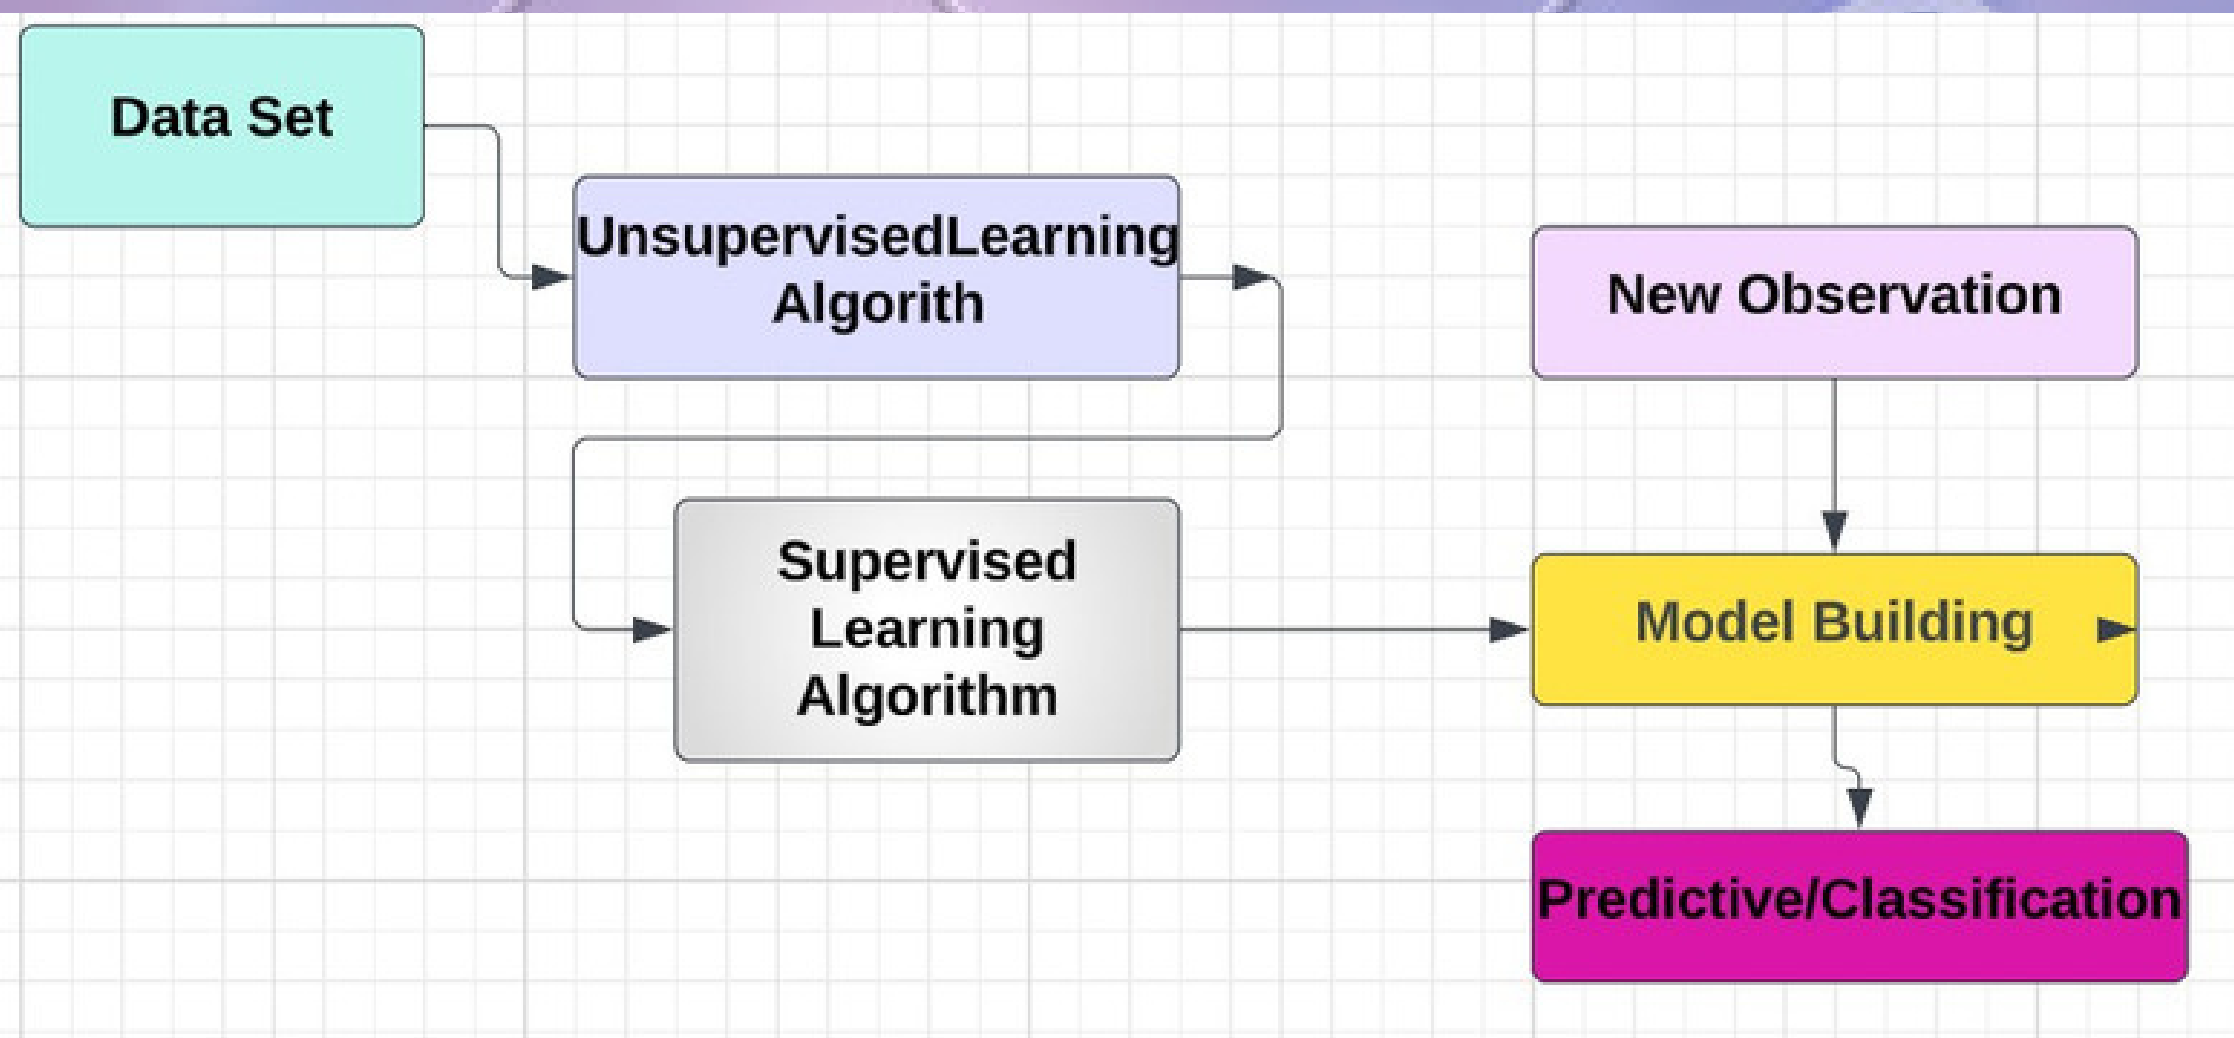 Data Set
UnsupervisedLearning
Algorith
New Observation
Supervised
Learning
Algorithm
Model Building
Predictive/Classification